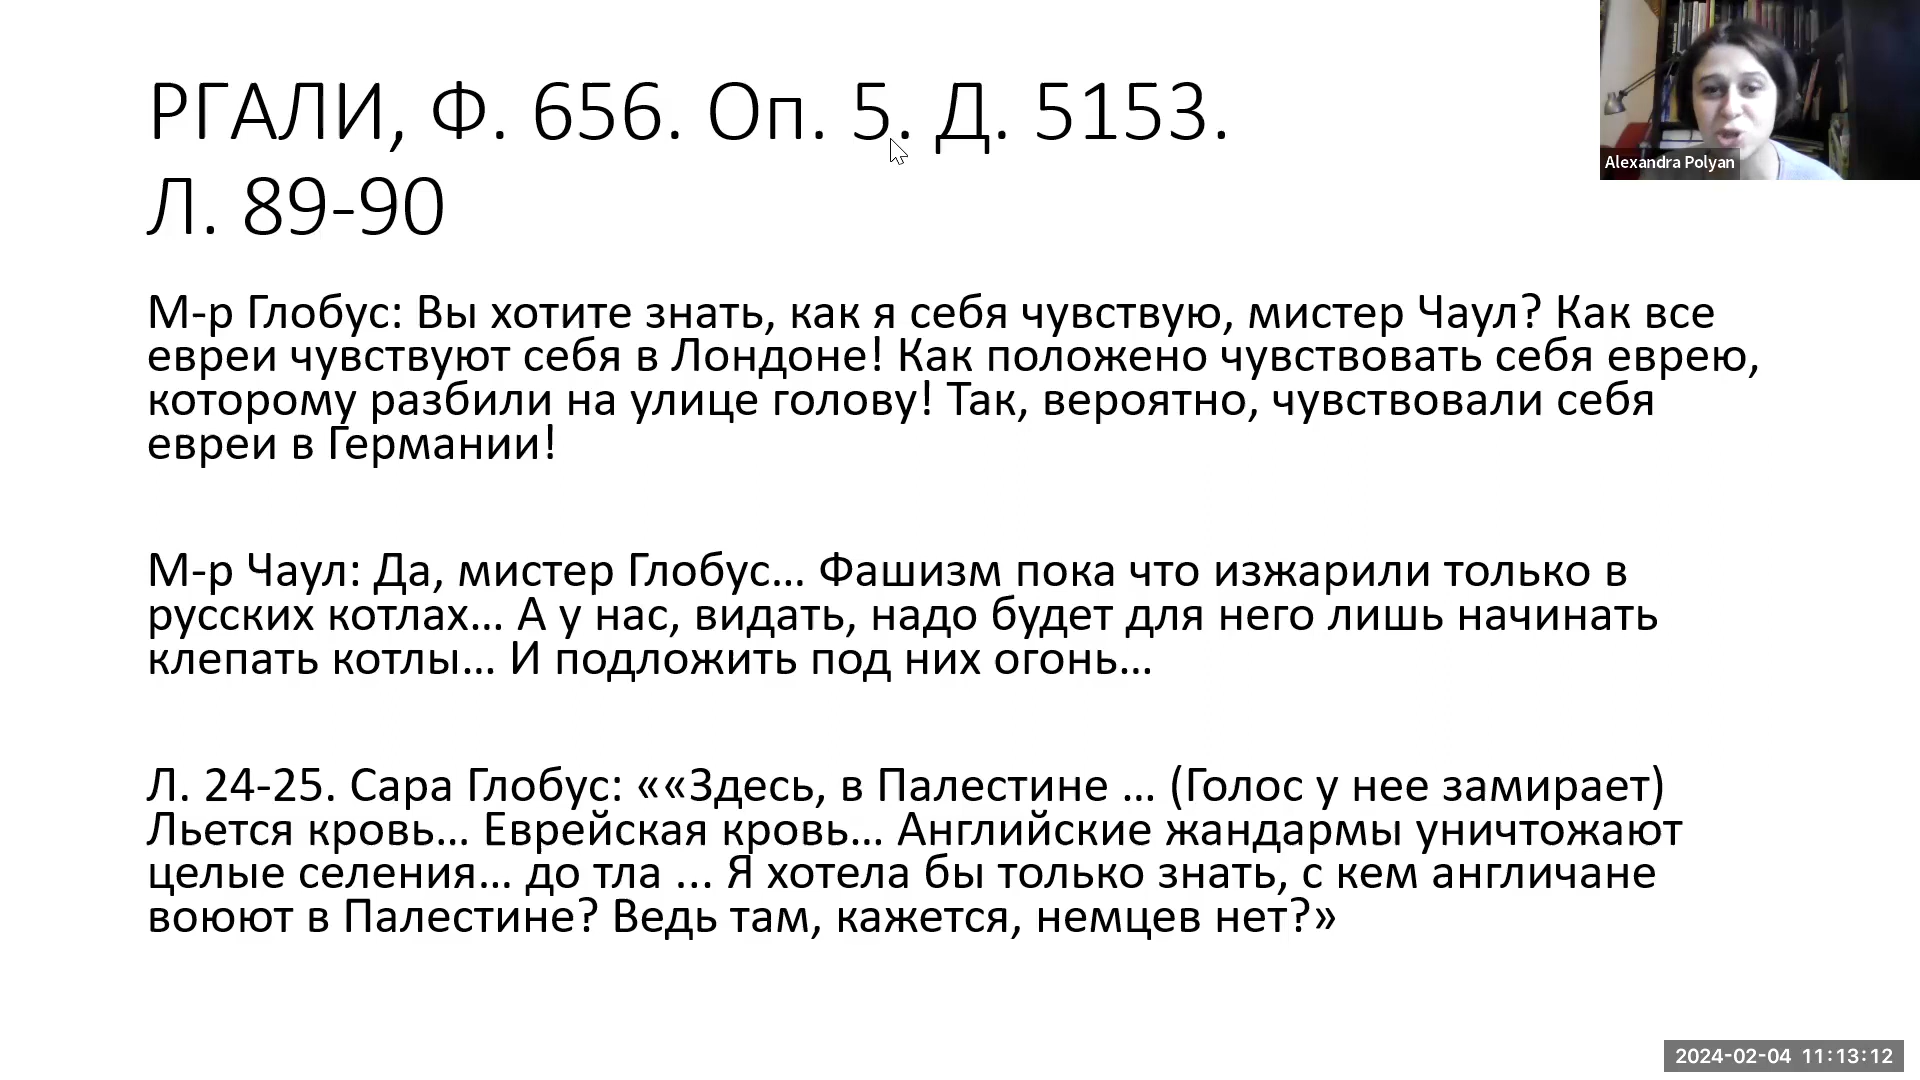 РГАЛИ, Ф. 656. Оп. 5. Д. 5153.
Л. 89-90
Alexandra Polyan
М-р Глобус: Вы хотите знать, как я себя чувствую, мистер Чаул? Как все
евреи чувствуют себя в Лондоне! Как положено чувствовать себя еврею,
которому разбили на улице голову! Так, вероятно, чувствовали себя
евреи в Германии!
М-р Чаул: Да, мистер Глобус... Фашизм пока что изжарили только в
русских котлах... А у нас, видать, надо будет для него лишь начинать
клепать котлы... И подложить под них огонь...
Л. 24-25. Сара Глобус: ««Здесь, в Палестине ... (Голос у нее замирает)
Льется кровь... Еврейская кровь... Английские жандармы уничтожают
целые селения... до тла ... Я хотела бы только знать, с кем англичане
воюют в Палестине? Ведь там, кажется, немцев нет?»
2024-02-04 11:13:12